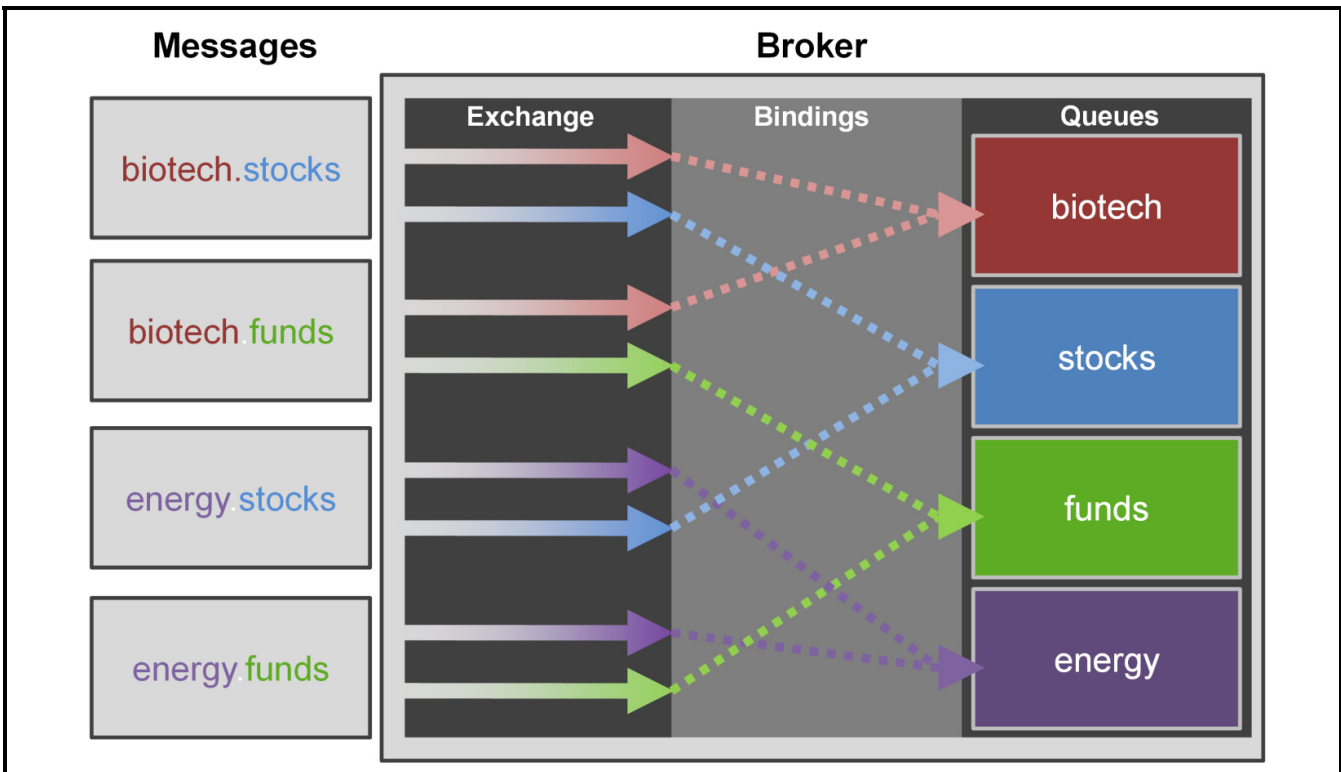 Messages
Broker
Exchange
Bindings
Queues
biotech.stocks
biotech.funds
energy.stocks
energy.funds
biotech
stocks
funds
energy